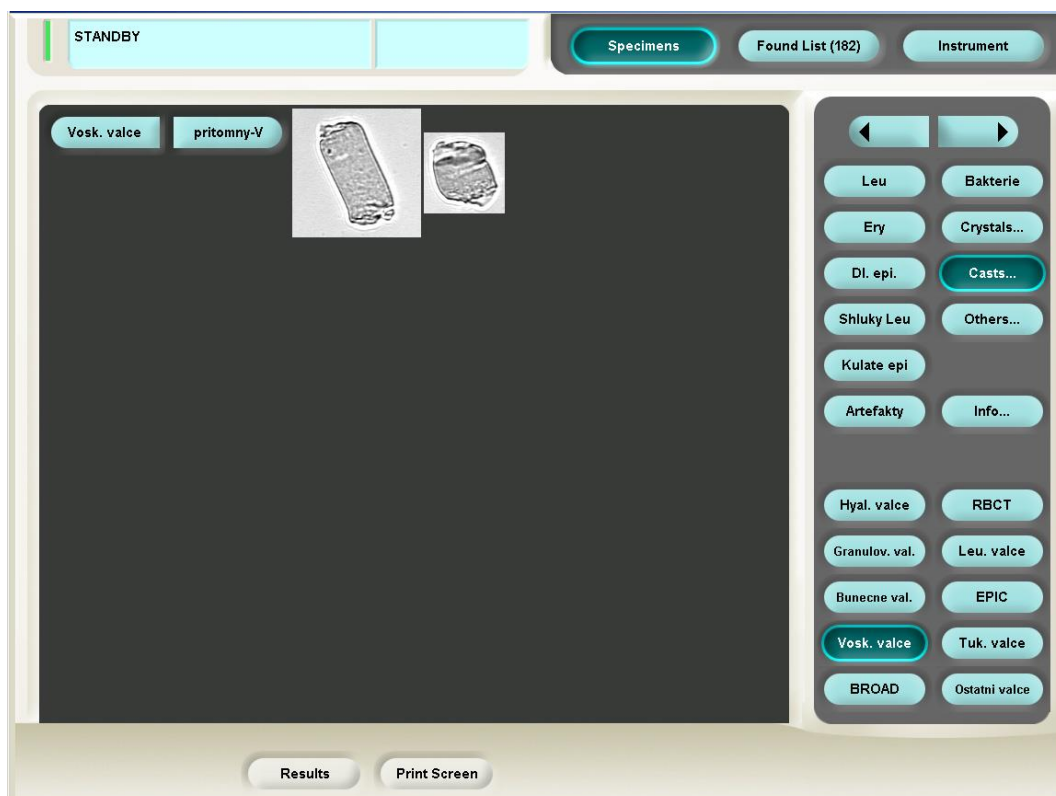 STANDBY
Specimens
Found List (182)
Instrument
Vosk. valce
pritomny-V
Leu
Bakterie
Ery
Crystals...
Dl. epi.
Casts...
Shluky Leu
Others...
Kulate epi
Artefakty
Info...
Hyal. valce
RBCT
Granulov. val.
Leu. valce
Bunecne val.
EPIC
Vosk. valce
Tuk. valce
BROAD
Ostatni valce
Results
Print Screen